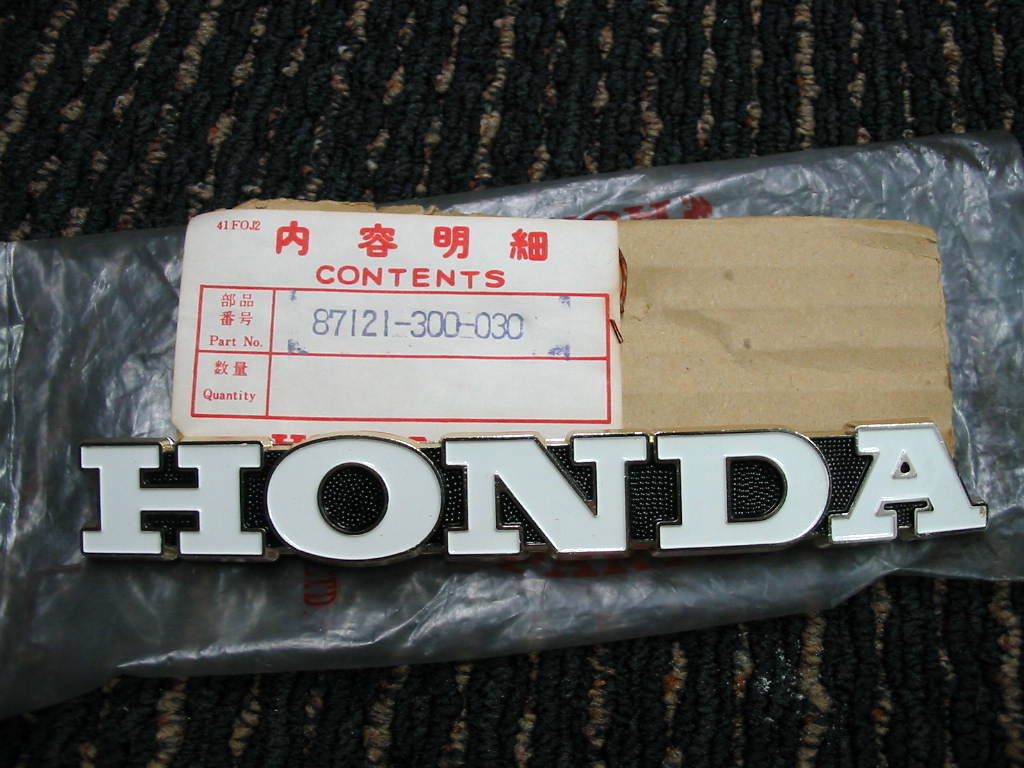 41FOJ2
内容明細
CONTENTS
部品
番号
Part No.
87121-300-030
数量
Quantity
HONDA
LTD